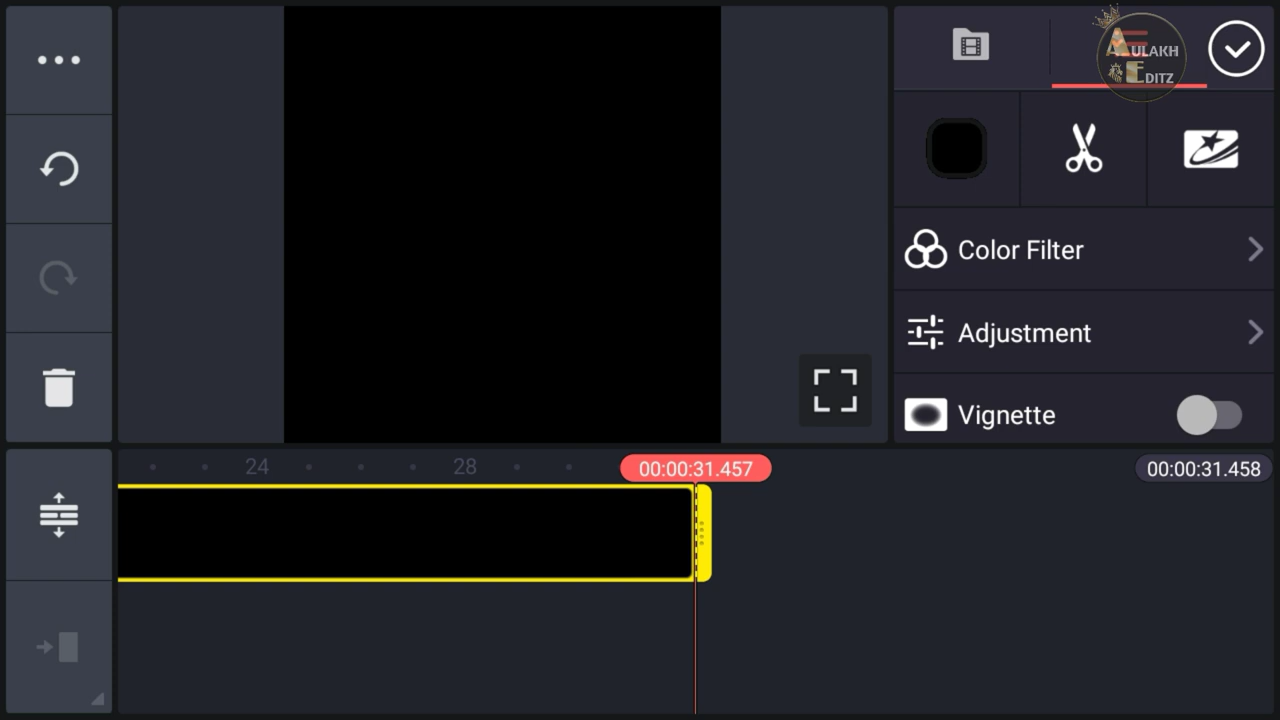 AULAKH
EDITZ
Color Filter
Adjustment
Vignette
24
28
00:00:31.457
00:00:31.458